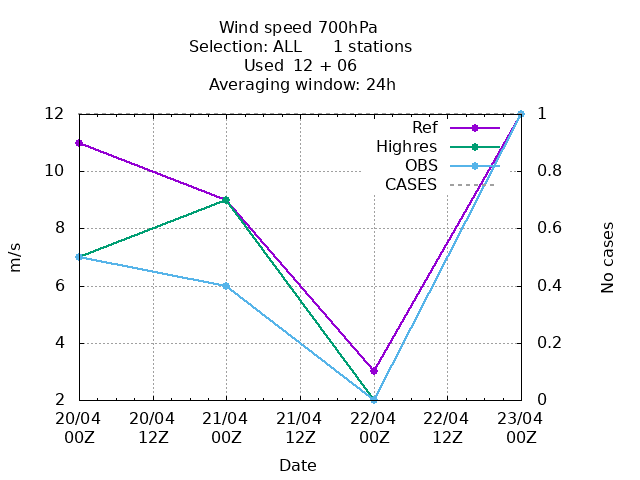 Wind speed 700hPa
Selection: ALL      1 stations
Used  12 + 06
Averaging window: 24h
12
10
8
6
4
2
1
0.8
0.6
0.4
0.2
0
m/s
No cases
Ref
Highres
OBS
CASES
20/04 20/04 21/04 21/04 22/04 22/04 23/04
00Z 12Z 00Z 12Z 00Z 12Z 00Z
Date